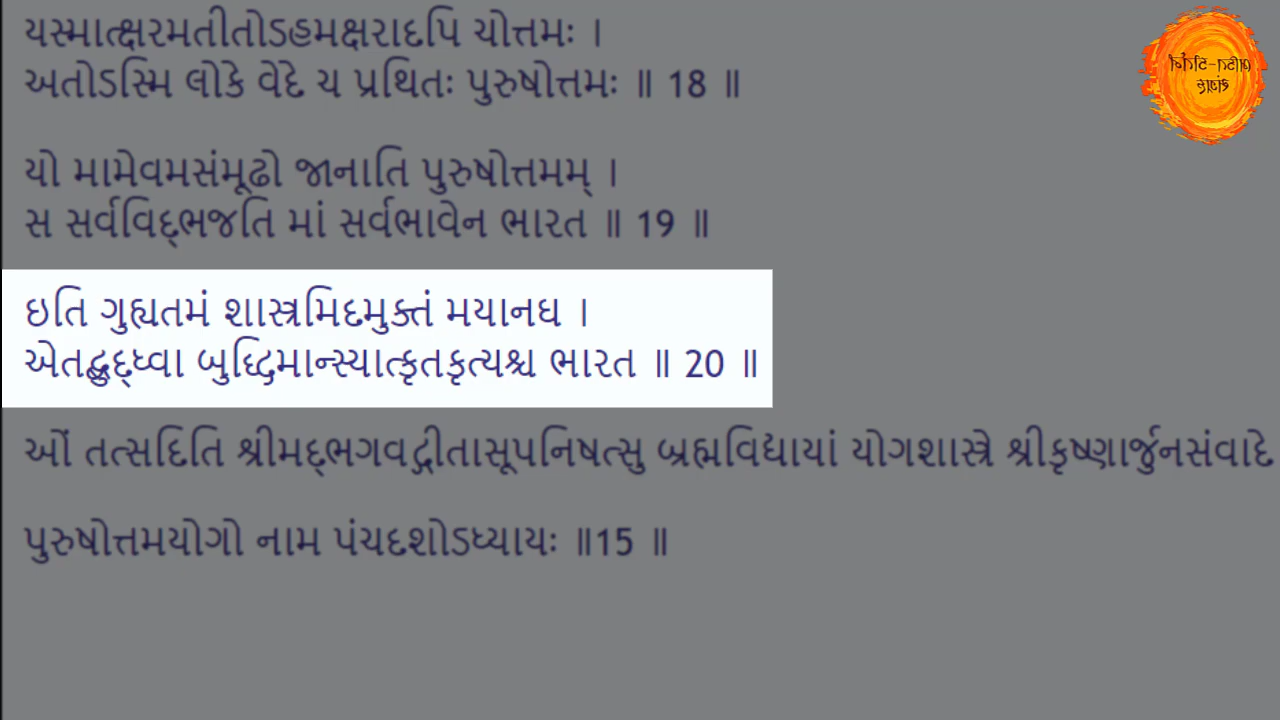 યસ્માત્ક્ષરમતીતોઽહમક્ષરાદપિ ચોત્તમઃ ।
અતોઽસ્મિ લોકે વેદે ચ પ્રથિતઃ પુરુષોત્તમઃ ॥ 18 ॥
યો મામેવમસંમૂઢો જાનાતિ પુરુષોત્તમમ્ ।
સ સર્વવિદ્ભજતિ માં સર્વભાવેન ભારત ॥ 19 ॥
ઇતિ ગુહ્યતમં શાસ્ત્રમિદમુક્તં મયાનઘ ।
એતદ્બુદ્ધ્વા બુદ્ધિમાન્સ્યાત્કૃતકૃત્યશ્ચ ભારત ॥ 20 ॥
ઓં તત્સદિતિ શ્રીમદ્ભગવદ્ગીતાસૂપનિષત્સુ બ્રહ્મવિદ્યાયાં યોગશાસ્ત્રે શ્રીકૃષ્ણાર્જુનસંવાદે
પુરુષોત્તમયોગો નામ પંચદશોઽધ્યાયઃ ॥15 ॥